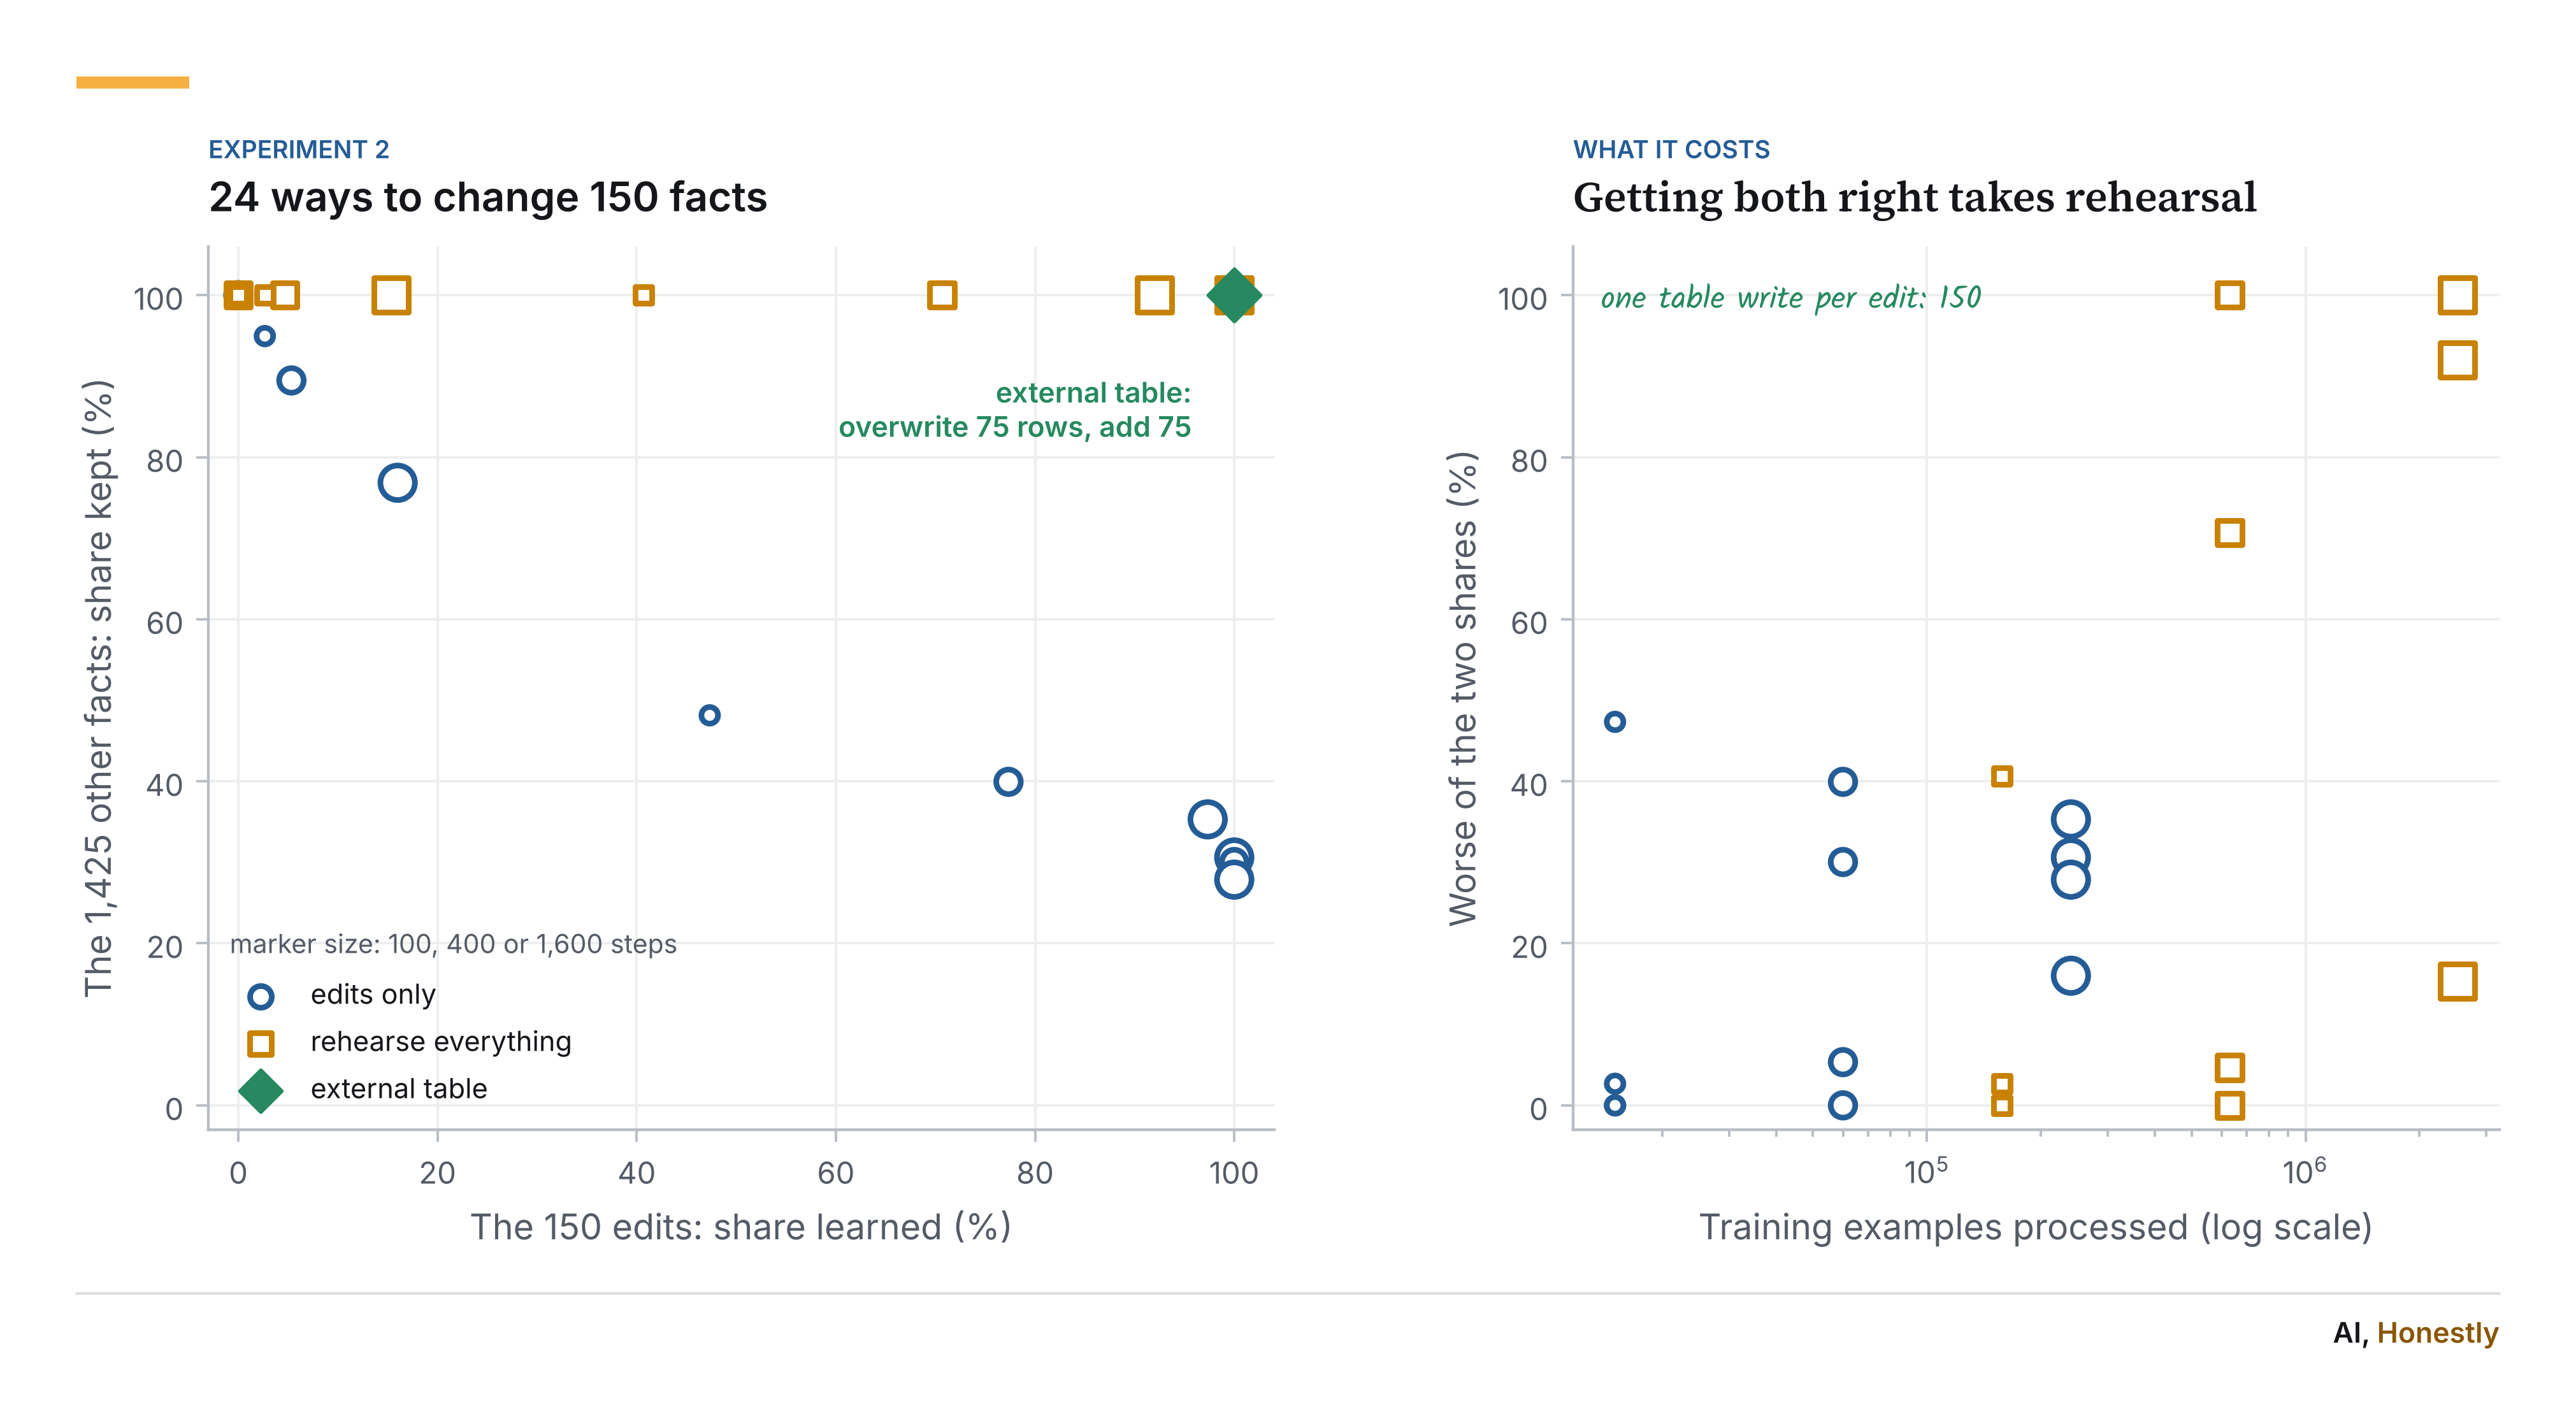 EXPERIMENT 2
24 ways to change 150 facts
The 1,425 other facts: share kept (%)
100
80
60
40
20
0
external table:
overwrite 75 rows, add 75
marker size: 100, 400 or 1,600 steps
edits only
rehearse everything
external table
0 20 40 60 80 100
The 150 edits: share learned (%)
WHAT IT COSTS
Getting both right takes rehearsal
Worse of the two shares (%)
100
80
60
40
20
0
one table write per edit: 150
10⁵ 10⁶
Training examples processed (log scale)
AI, Honestly